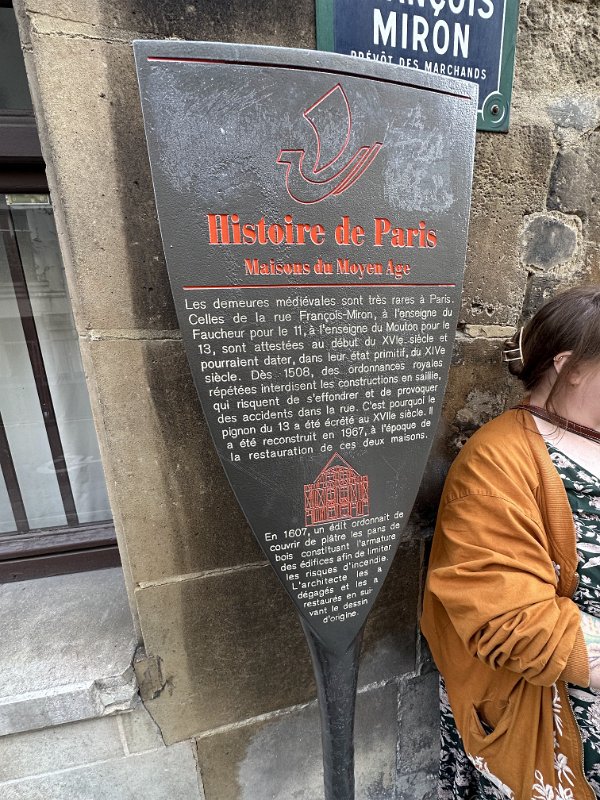 FRANÇOIS
MIRON
PRÉVÔT DES MARCHANDS
Histoire de Paris
Maisons du Moyen Age
Les demeures médiévales sont très rares à Paris.
Celles de la rue François-Miron, à l'enseigne du
Faucheur pour le 11, à l'enseigne du Mouton pour le
13, sont attestées au début du XVIe siècle et
pourraient dater, dans leur état primitif, du XIVe
siècle. Dès 1508, des ordonnances royales
répétées interdisent les constructions en saillie,
qui risquent de s'effondrer et de provoquer
des accidents dans la rue. C'est pourquoi le
pignon du 13 a été écrêté au XVIIe siècle. Il
a été reconstruit en 1967, à l'époque de
la restauration de ces deux maisons.
En 1607, un édit ordonnait de
couvrir de plâtre les pans de
bois constituant l'armature
des édifices afin de limiter
les risques d'incendie.
L'architecte les a
dégagés et les a
restaurés en sui-
vant le dessin
d'origine.